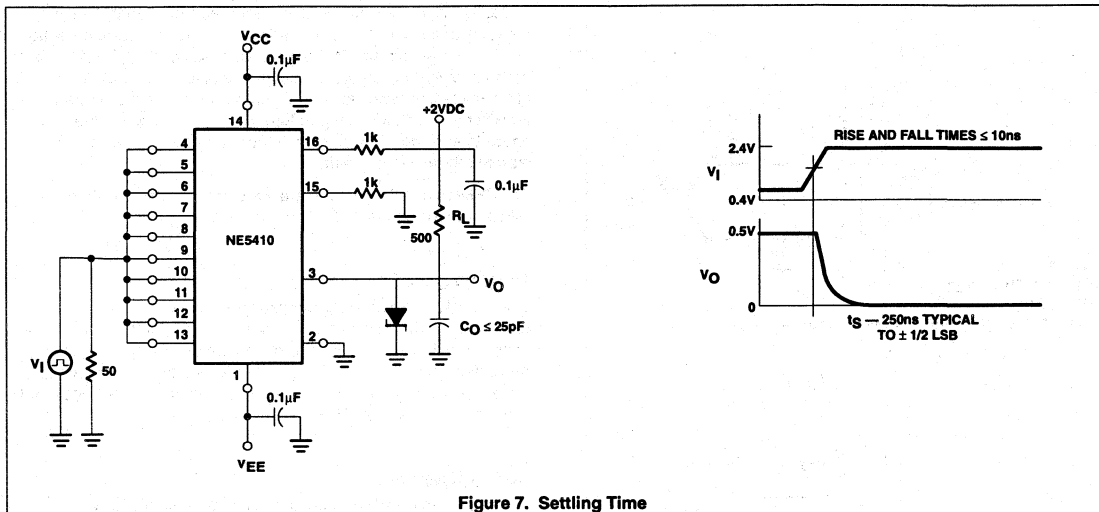 VCC
0.1μF
14
+2VDC
4
16
1k
5
0.1μF
6
15
1k
7
RL
8
500
NE5410
9
3
VO
10
11
12
CO ≤ 25pF
13
2
VI
50
1
0.1μF
VEE
RISE AND FALL TIMES ≤ 10ns
2.4V
VI
0.4V
0.5V
VO
0
tS — 250ns TYPICAL
TO ± 1/2 LSB
Figure 7. Settling Time